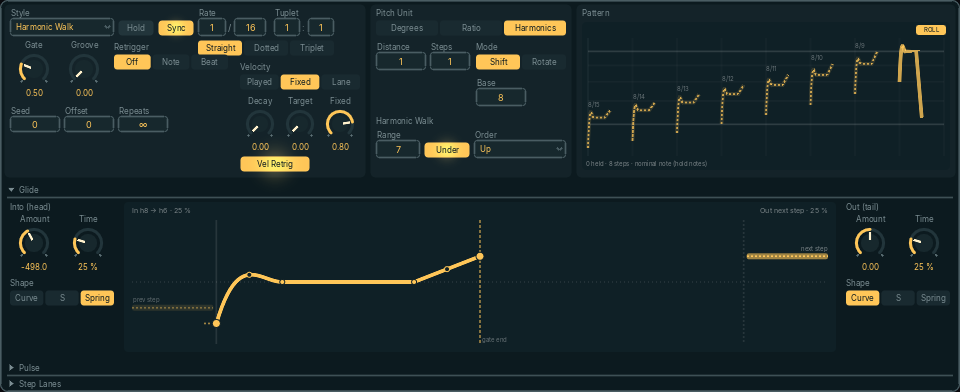 Style
Harmonic Walk
Hold
Sync
Rate
1 / 16
Tuplet
1 : 1
Straight
Dotted
Triplet
Gate
0.50
Groove
0.00
Retrigger
Off
Note
Beat
Velocity
Played
Fixed
Lane
Decay
0.00
Target
0.00
Fixed
0.80
Vel Retrig
Seed
0
Offset
0
Repeats
∞
Pitch Unit
Degrees
Ratio
Harmonics
Distance
1
Steps
1
Mode
Shift
Rotate
Base
8
Harmonic Walk
Range
7
Under
Order
Up
Pattern
ROLL
8/15
8/14
8/13
8/12
8/11
8/10
8/9
0 held · 8 steps · nominal note (hold notes)
Glide
Into (head)
Amount
-498.0
Time
25 %
Shape
Curve
S
Spring
In h8 → h6 · 25 %
Out next step · 25 %
prev step
gate end
next step
Out (tail)
Amount
0.00
Time
25 %
Shape
Curve
S
Spring
Pulse
Step Lanes